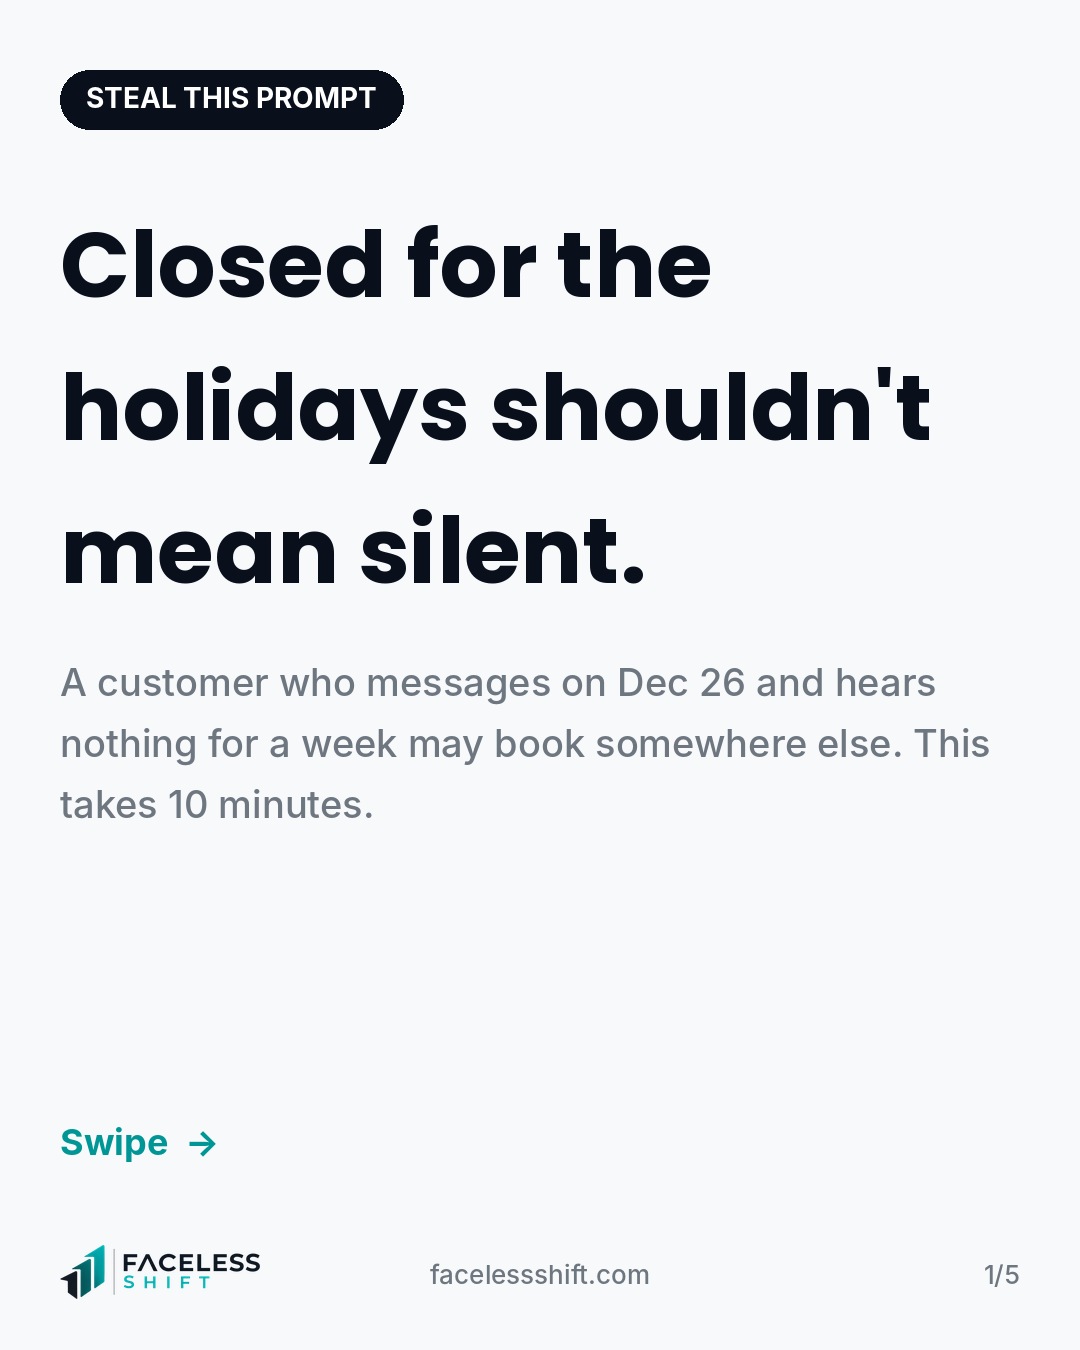 STEAL THIS PROMPT
Closed for the
holidays shouldn't
mean silent.
A customer who messages on Dec 26 and hears
nothing for a week may book somewhere else. This
takes 10 minutes.
Swipe →
FACELESS
SHIFT
facelessshift.com
1/5